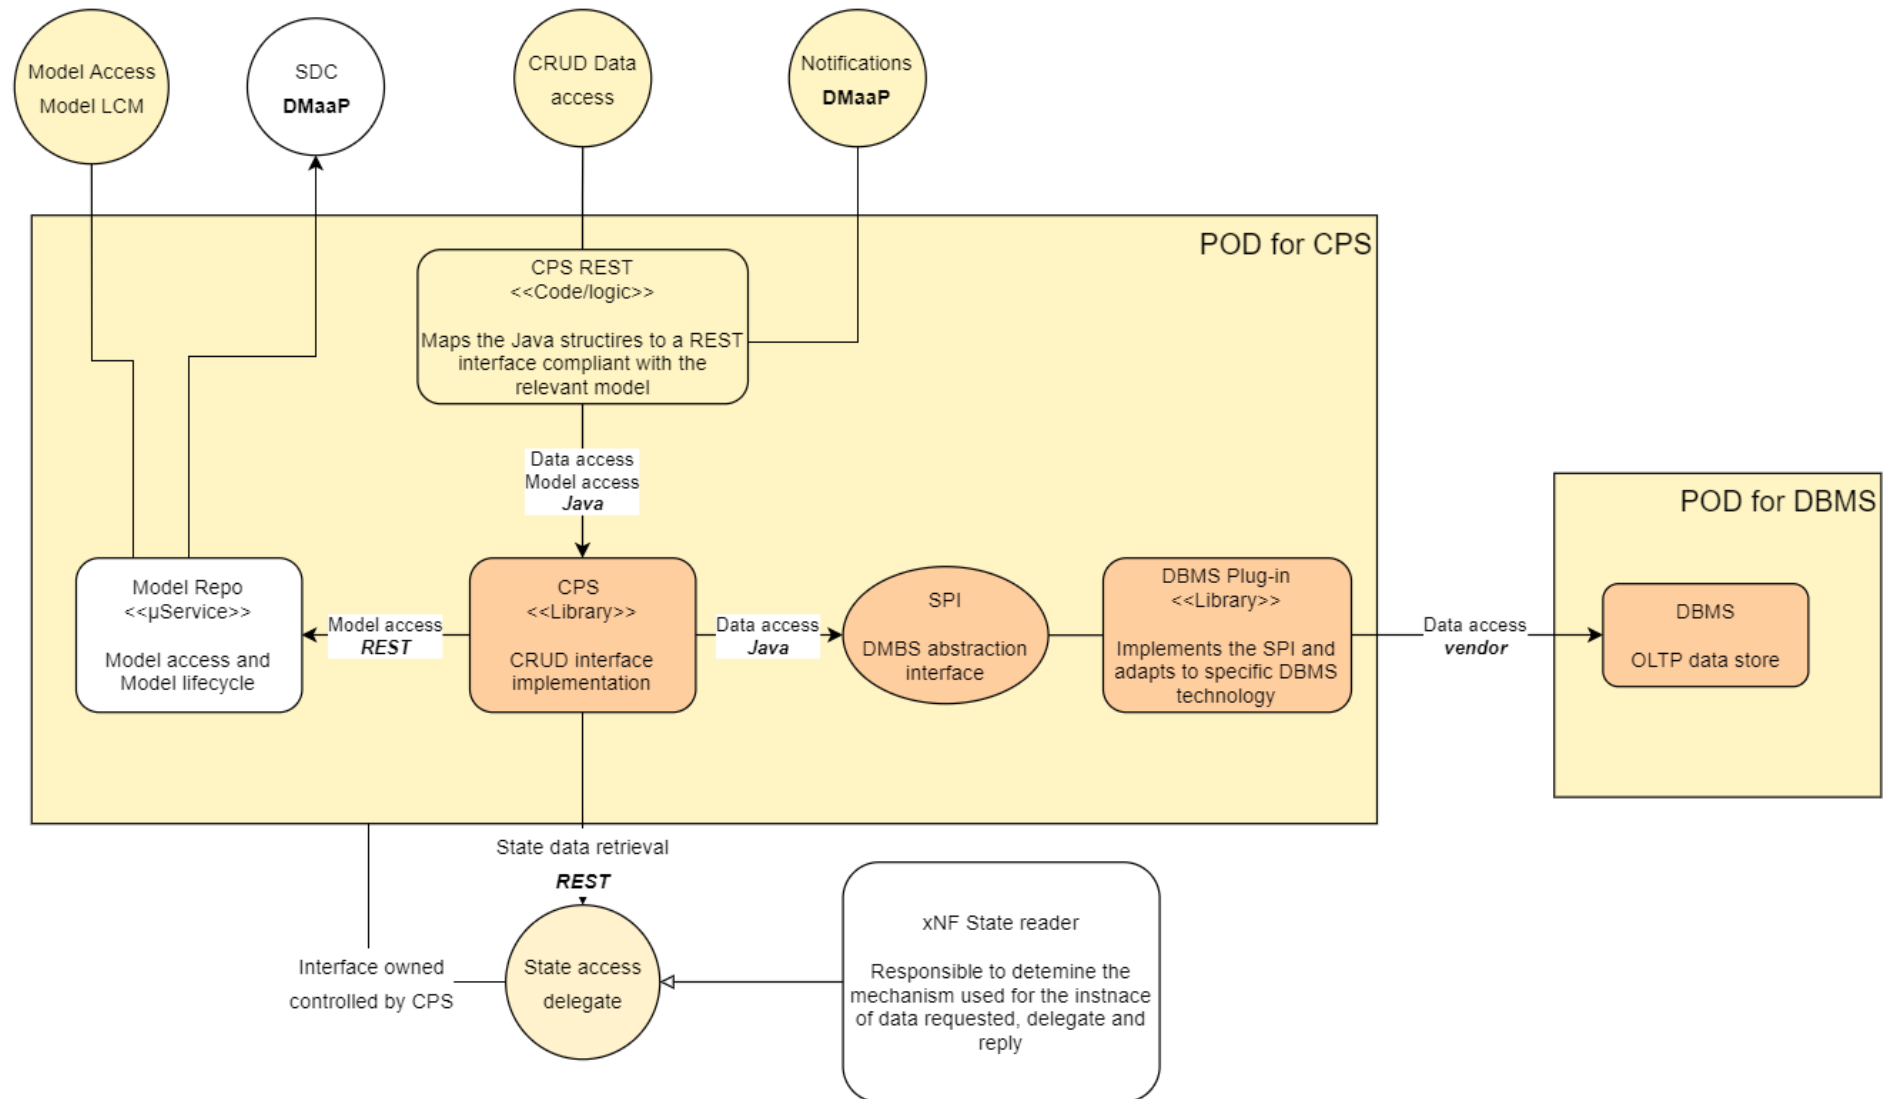 Model Access
Model LCM
SDC
DMaaP
CRUD Data
access
Notifications
DMaaP
POD for CPS
CPS REST
<<Code/logic>>
Maps the Java structires to a REST
interface compliant with the
relevant model
Data access
Model access
Java
POD for DBMS
Model Repo
<<µService>>
Model access and
Model lifecycle
Model access
REST
CPS
<<Library>>
CRUD interface
implementation
Data access
Java
SPI
DMBS abstraction
interface
DBMS Plug-in
<<Library>>
Implements the SPI and
adapts to specific DBMS
technology
Data access
vendor
DBMS
OLTP data store
State data retrieval
REST
Interface owned
controlled by CPS
State access
delegate
xNF State reader
Responsible to detemine the
mechanism used for the instnace
of data requested, delegate and
reply